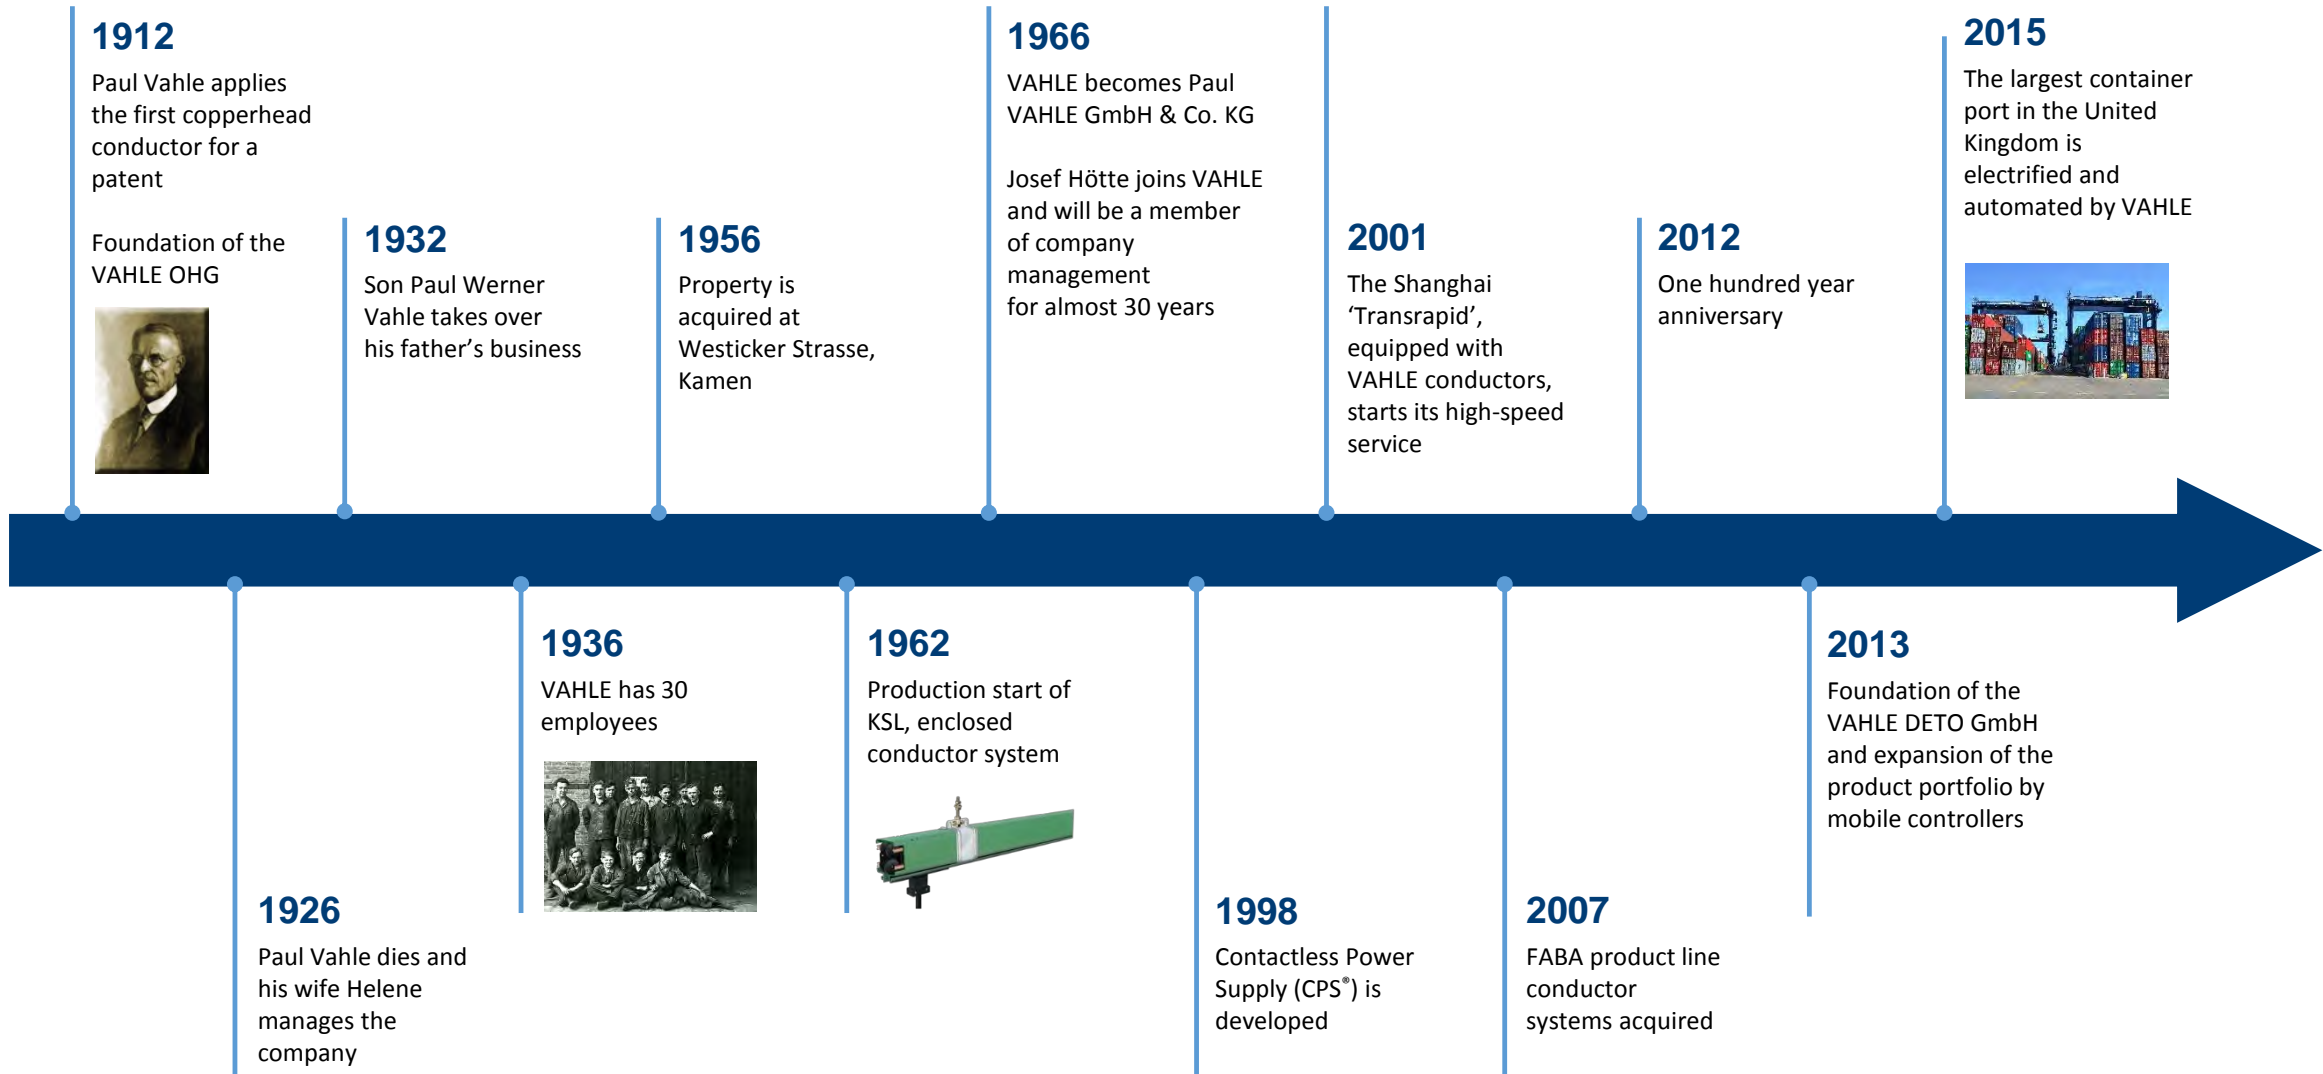 1912
Paul Vahle applies
the first copperhead
conductor for a
patent
Foundation of the
VAHLE OHG
1932
Son Paul Werner
Vahle takes over
his father’s business
1956
Property is
acquired at
Westicker Strasse,
Kamen
1966
VAHLE becomes Paul
VAHLE GmbH & Co. KG
Josef Hötte joins VAHLE
and will be a member
of company
management
for almost 30 years
2001
The Shanghai
‘Transrapid’,
equipped with
VAHLE conductors,
starts its high-speed
service
2012
One hundred year
anniversary
2015
The largest container
port in the United
Kingdom is
electrified and
automated by VAHLE
1926
Paul Vahle dies and
his wife Helene
manages the
company
1936
VAHLE has 30
employees
1962
Production start of
KSL, enclosed
conductor system
1998
Contactless Power
Supply (CPS®) is
developed
2007
FABA product line
conductor
systems acquired
2013
Foundation of the
VAHLE DETO GmbH
and expansion of the
product portfolio by
mobile controllers